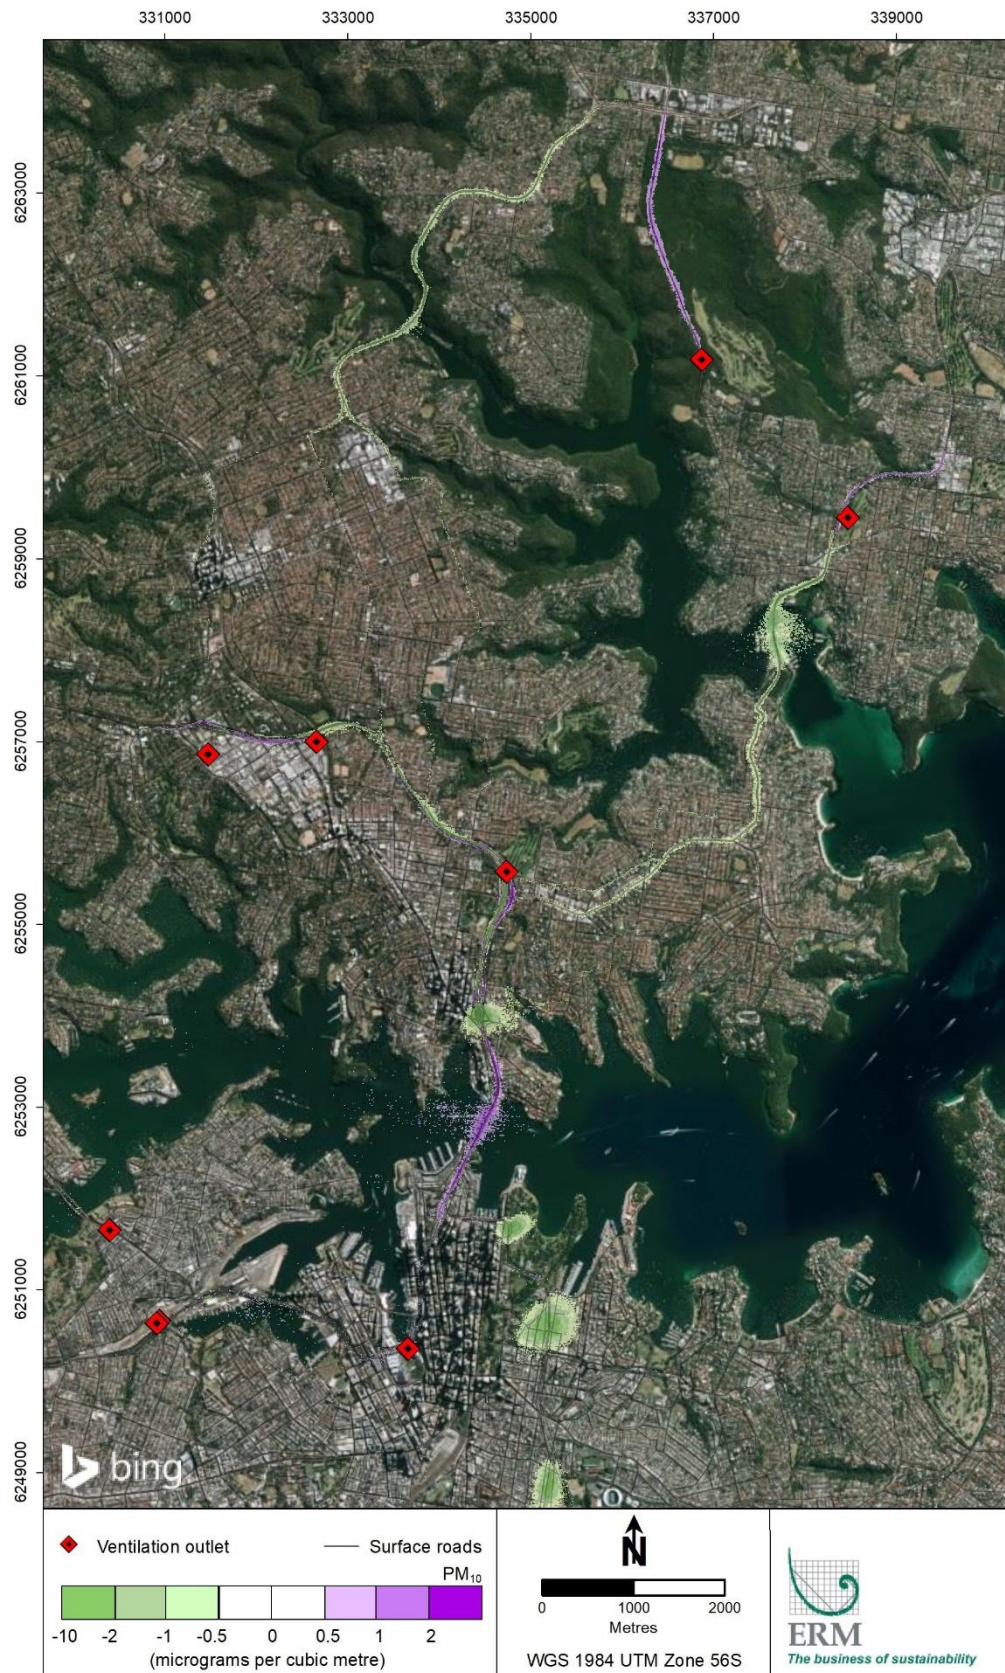 331000 333000 335000 337000 339000
6263000
6261000
6259000
6257000
6255000
6253000
6251000
6249000
bing
Ventilation outlet
Surface roads
PM10
-10 -2 -1 -0.5 0 0.5 1 2
(micrograms per cubic metre)
N
0 1000 2000
Metres
WGS 1984 UTM Zone 56S
ERM
The business of sustainability